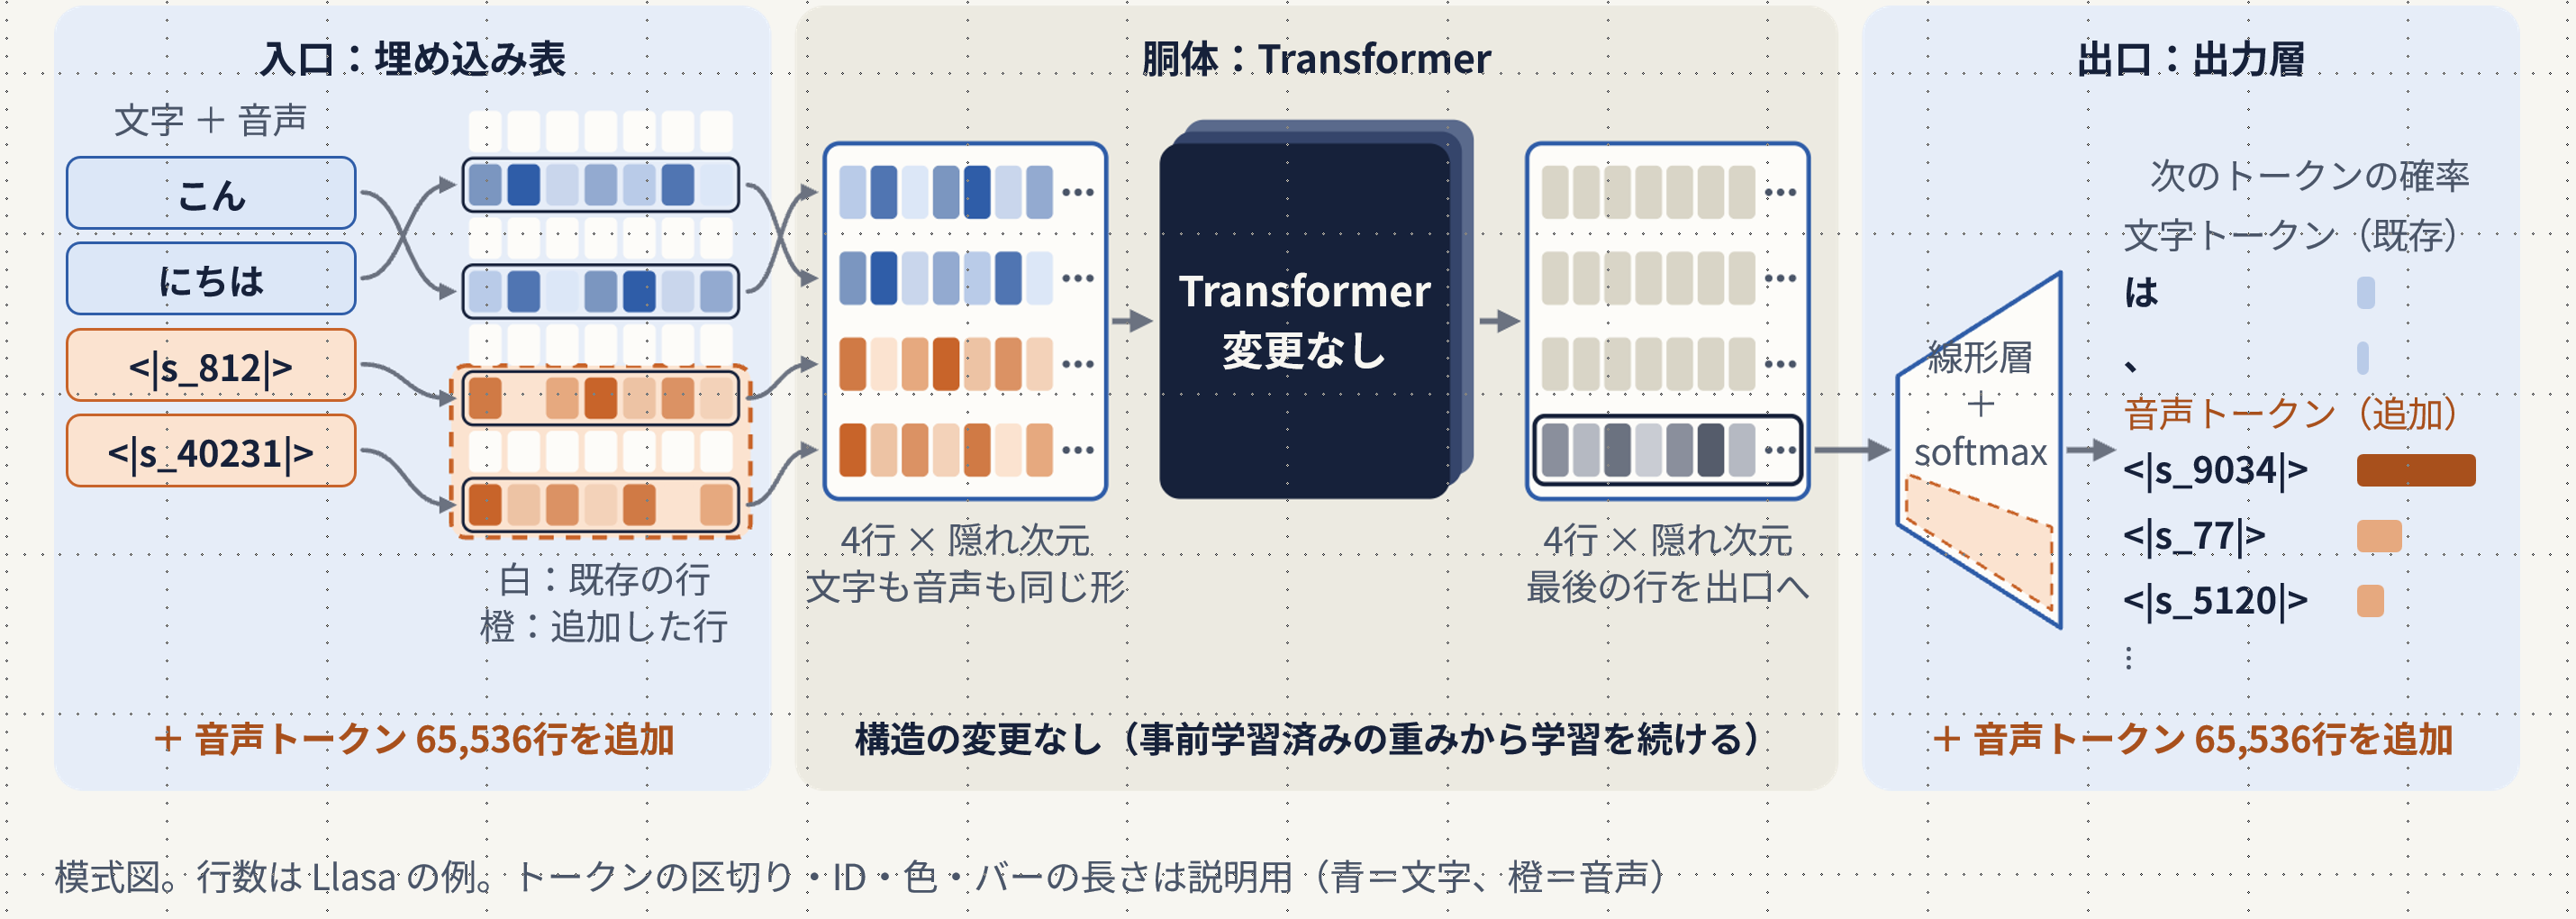 入口：埋め込み表
文字 ＋ 音声
こん
にちは
<|s_812|>
<|s_40231|>
白：既存の行
橙：追加した行
＋ 音声トークン 65,536行を追加
胴体：Transformer
Transformer
変更なし
4行 × 隠れ次元
文字も音声も同じ形
4行 × 隠れ次元
最後の行を出口へ
構造の変更なし（事前学習済みの重みから学習を続ける）
出口：出力層
線形層
＋
softmax
次のトークンの確率
文字トークン（既存）
は
、
音声トークン（追加）
<|s_9034|>
<|s_77|>
<|s_5120|>
⋮
＋ 音声トークン 65,536行を追加
模式図。行数は Llasa の例。トークンの区切り・ID・色・バーの長さは説明用（青＝文字、橙＝音声）